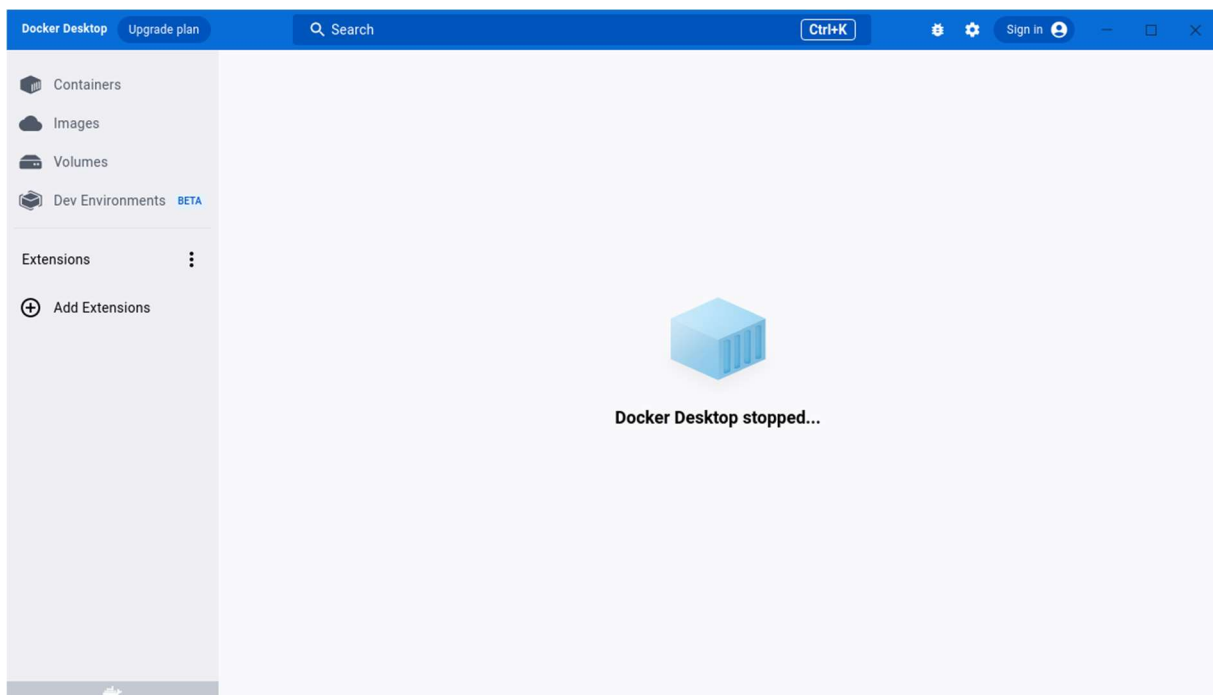 Docker Desktop Upgrade plan Search Ctrl+K Sign in
Containers
Images
Volumes
Dev Environments BETA
Extensions
Add Extensions
Docker Desktop stopped...